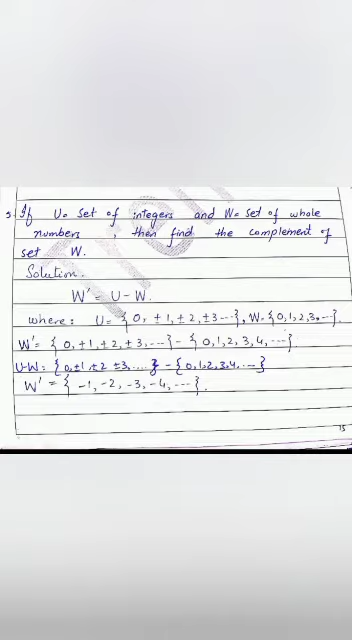 5. If U= Set of integers and W= set of whole
numbers , then find the complement of
set W.
Solution.
W' = U - W.
where: U= {0, ±1, ±2, ±3 ---}, W= {0,1,2,3,---}.
W'= {0, ±1, ±2, ±3, ---} - {0,1,2,3,4,---}.
U-W= {0,±1,±2 ±3, ....} - {0,1,2,3,4,---}
W' = {-1, -2, -3, -4, ---}.
15